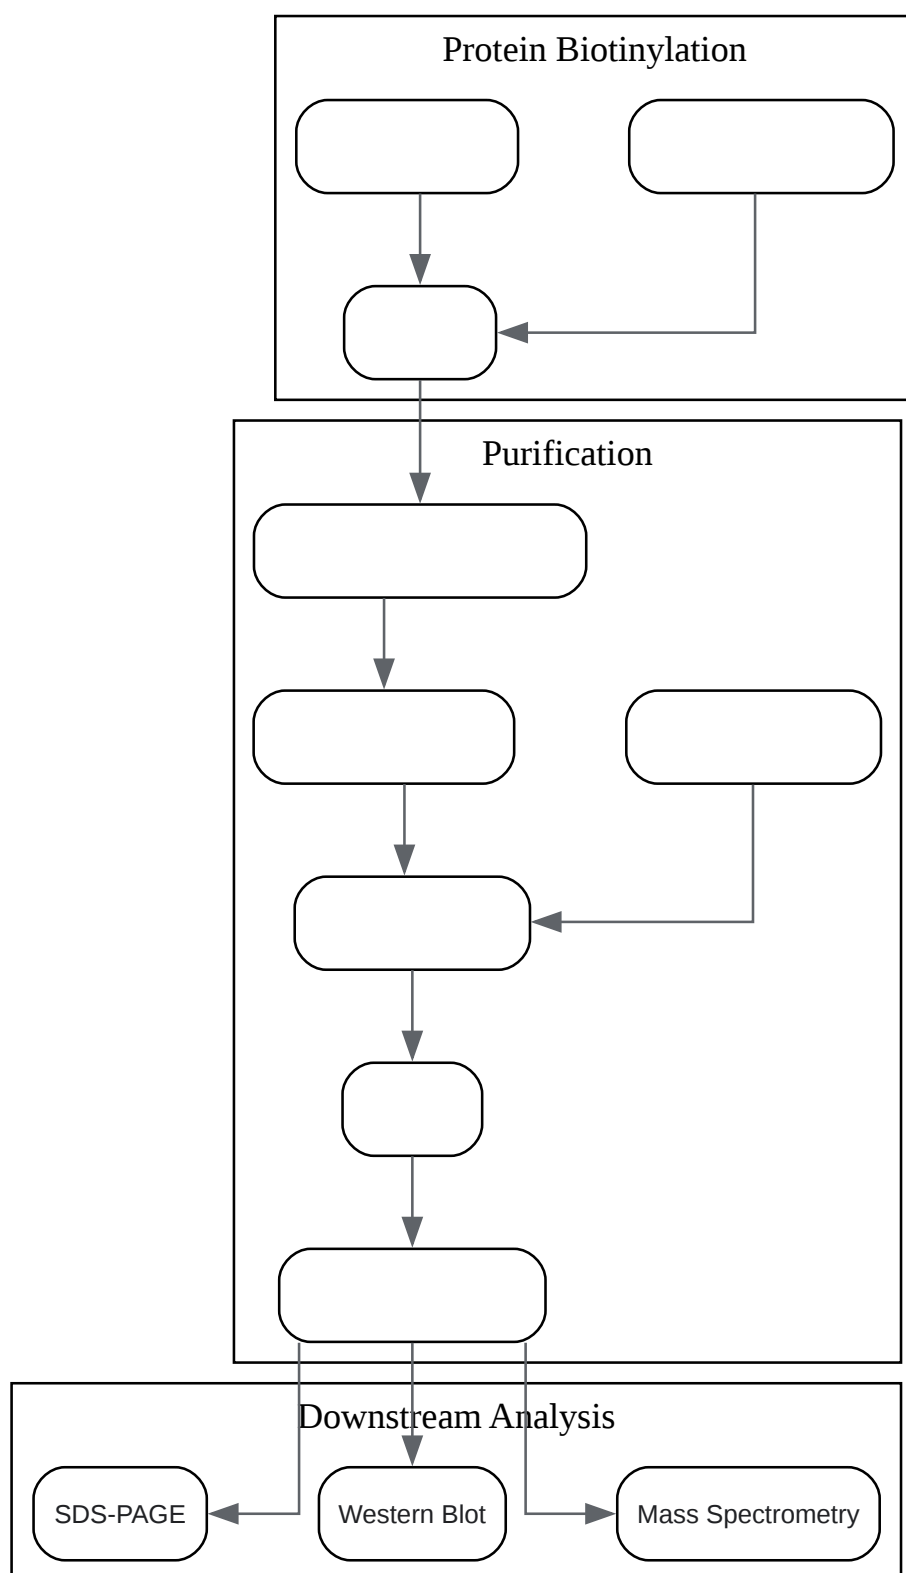 Protein Biotinylation
Purification
Downstream Analysis
SDS-PAGE
Western Blot
Mass Spectrometry